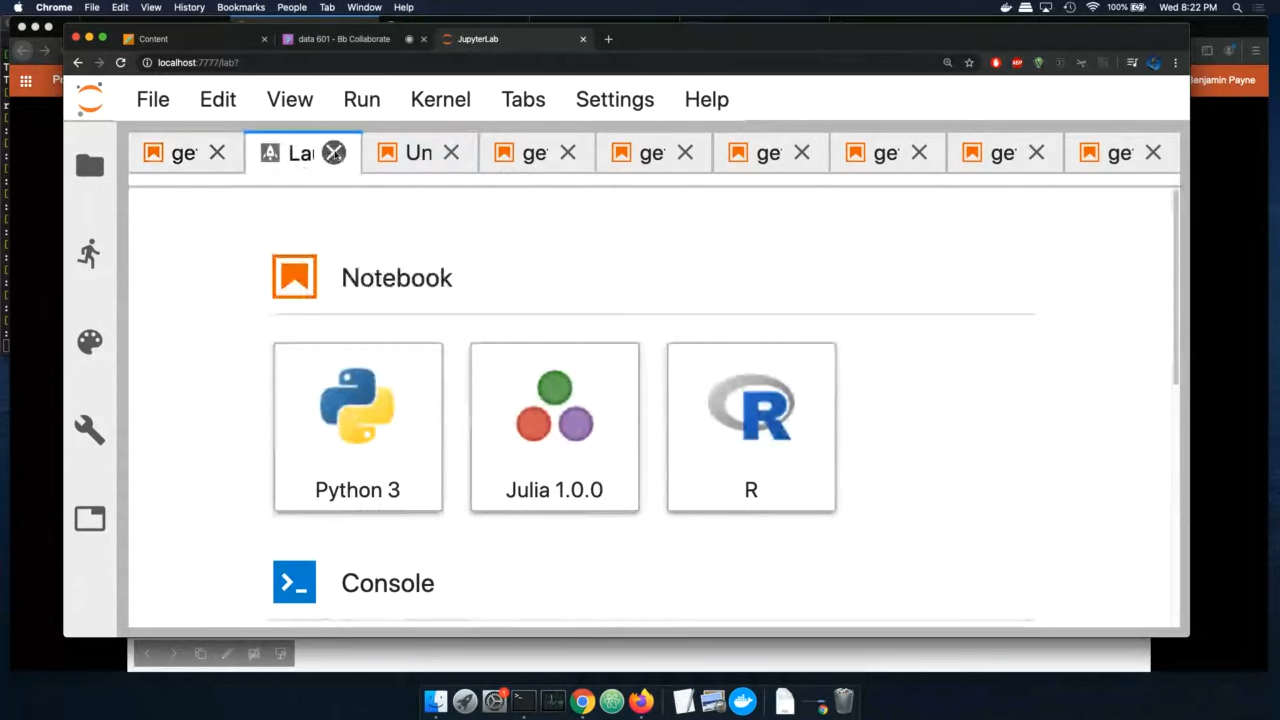 Chrome File Edit View History Bookmarks People Tab Window Help 100% Wed 8:22 PM
Content data 601 - Bb Collaborate JupyterLab
localhost:7777/lab?
ABP
Benjamin Payne
File Edit View Run Kernel Tabs Settings Help
ge Lau Un ge ge ge ge ge ge
Notebook
Python 3 Julia 1.0.0 R
Console